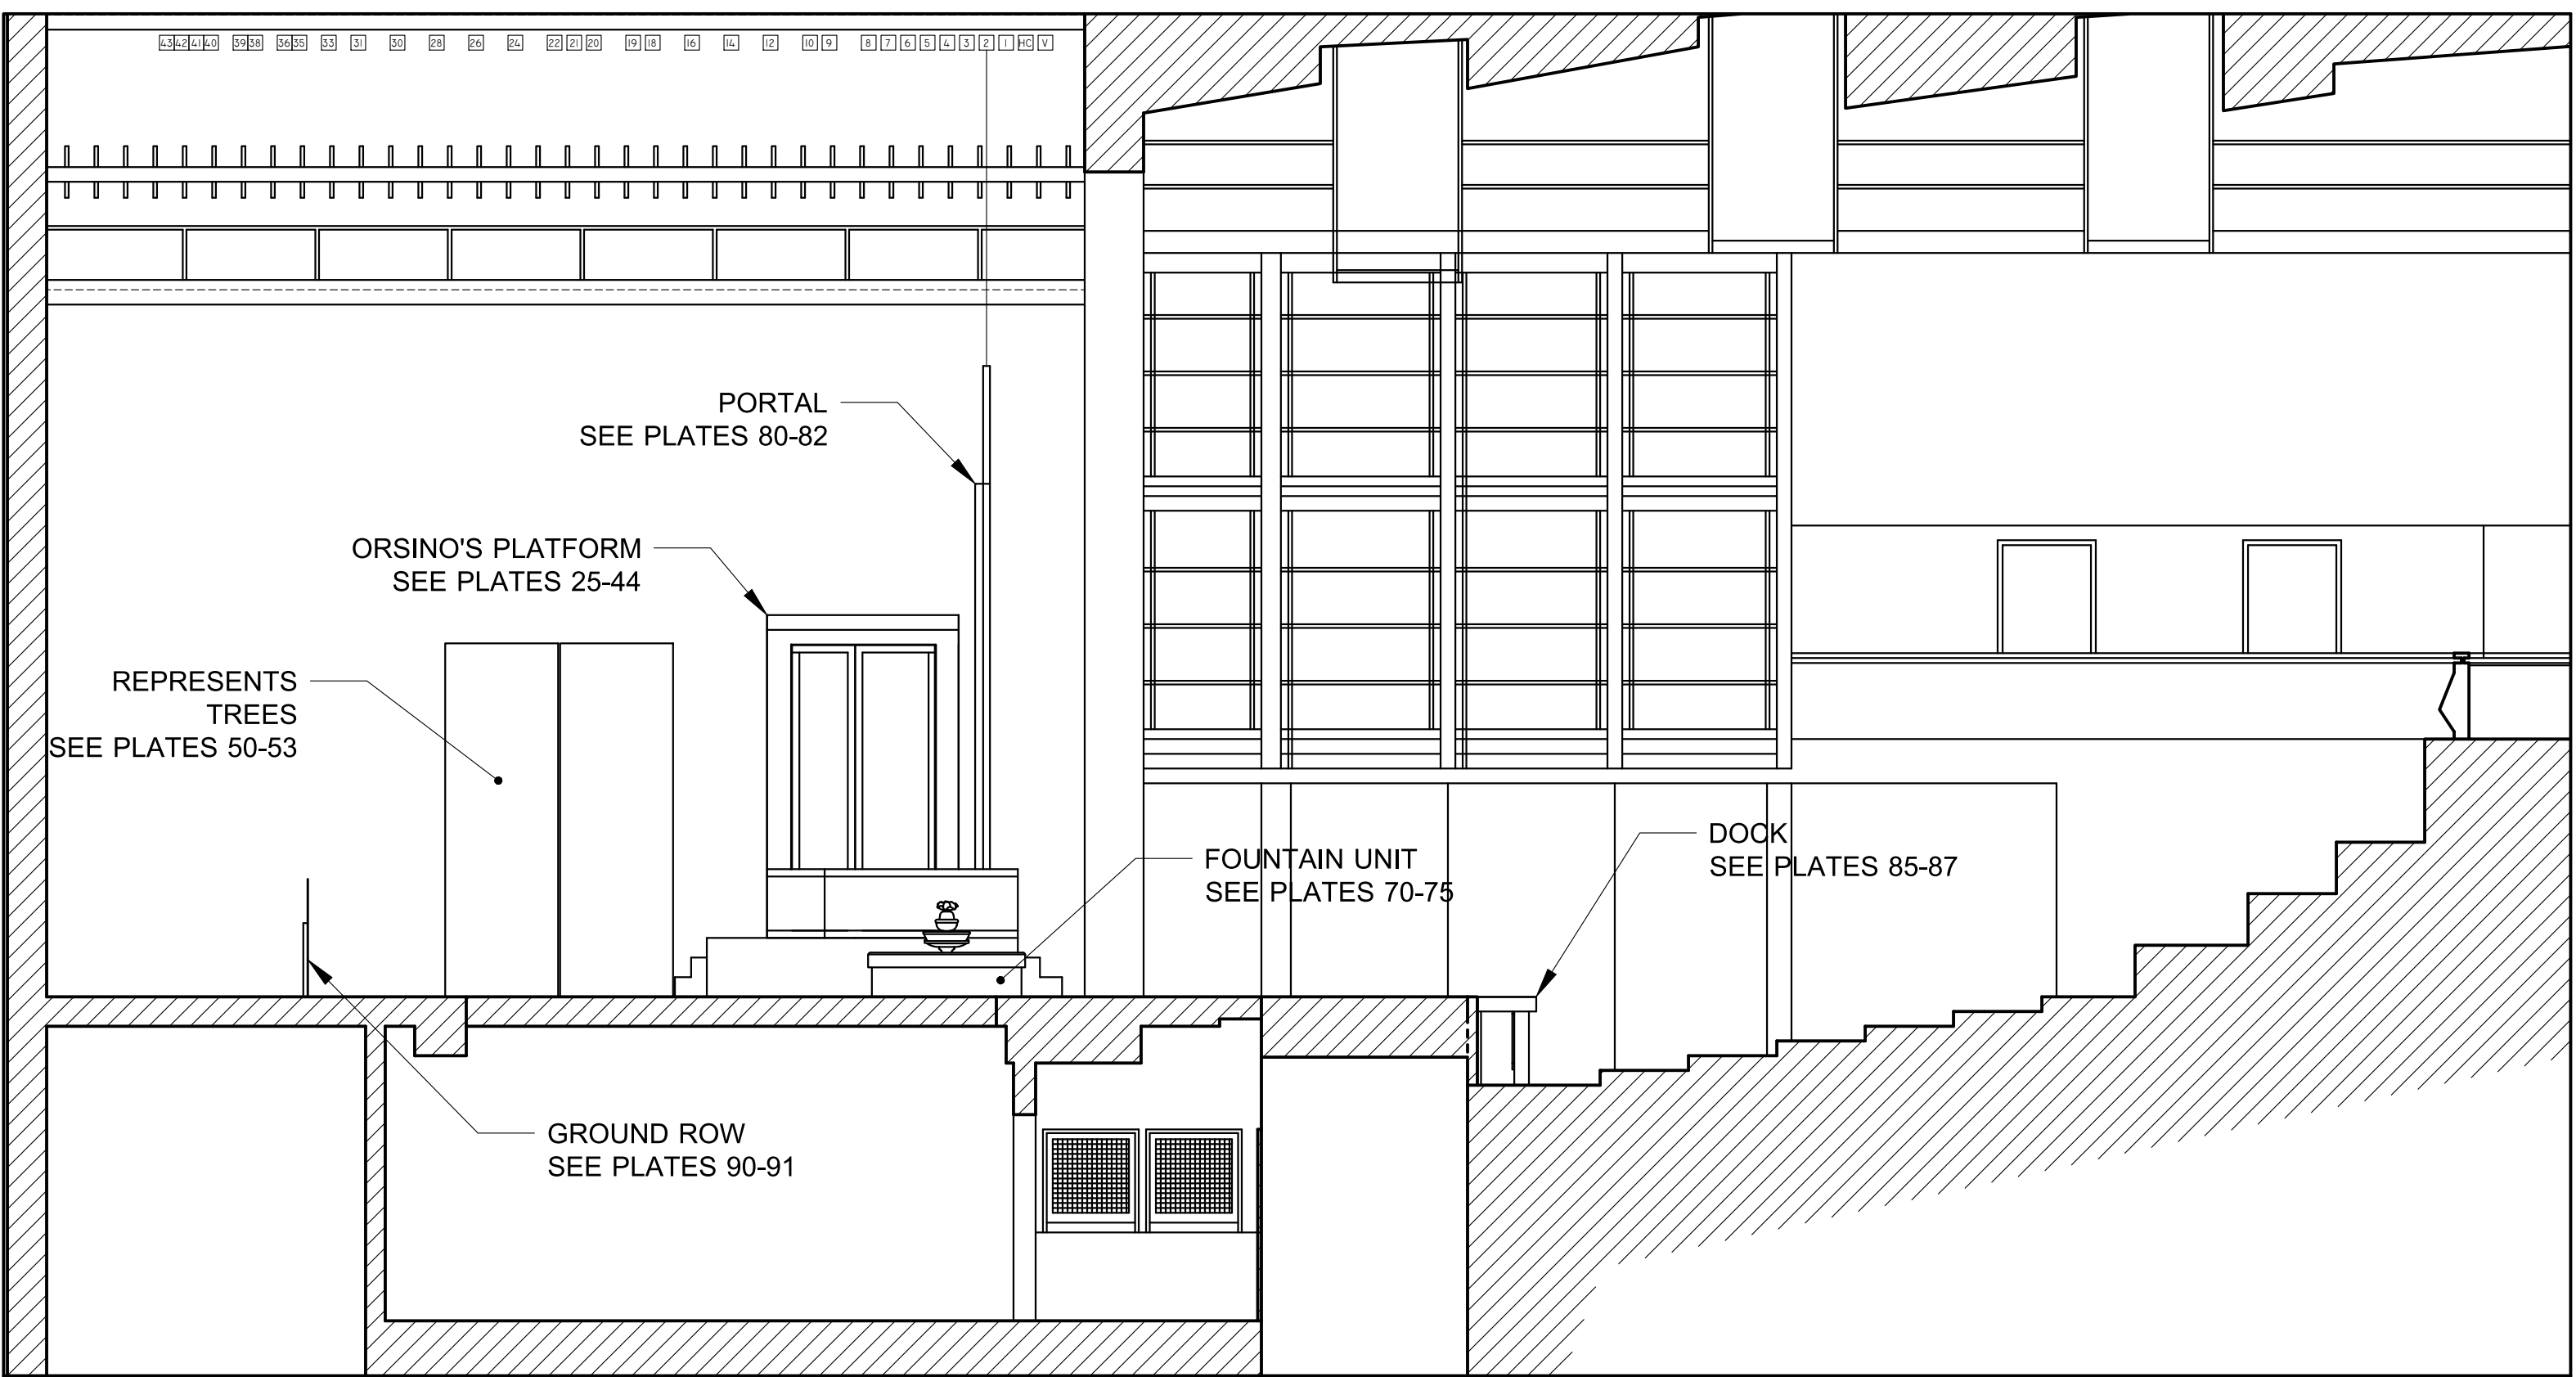 43 42 41 40 39 38 36 35 33 31 30 28 26 24 22 21 20 19 18 16 14 12 10 9 8 7 6 5 4 3 2 1 HC V
PORTAL
SEE PLATES 80-82
ORSINO'S PLATFORM
SEE PLATES 25-44
REPRESENTS
TREES
SEE PLATES 50-53
FOUNTAIN UNIT
SEE PLATES 70-75
DOCK
SEE PLATES 85-87
GROUND ROW
SEE PLATES 90-91